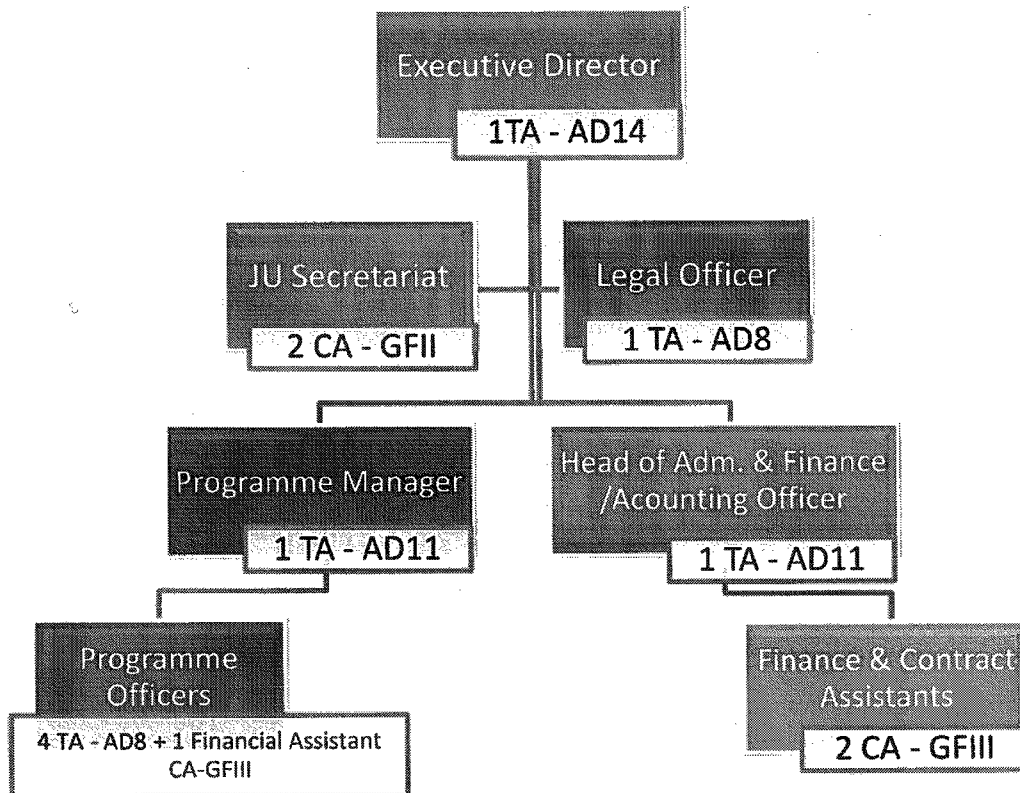 Executive Director
1TA - AD14
JU Secretariat
2 CA - GFII
Legal Officer
1 TA - AD8
Programme Manager
1 TA - AD11
Head of Adm. & Finance
/Acounting Officer
1 TA - AD11
Programme
Officers
4 TA - AD8 + 1 Financial Assistant
CA-GFIII
Finance & Contract
Assistants
2 CA - GFIII